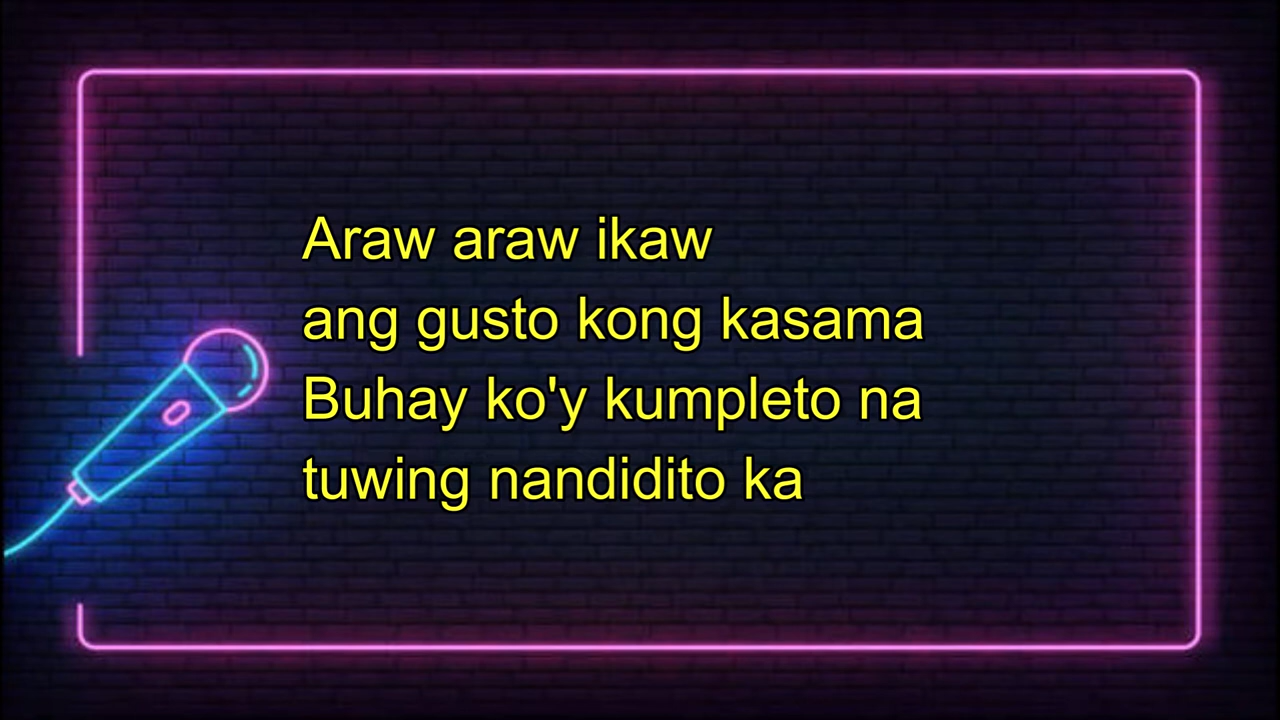 Araw araw ikaw
ang gusto kong kasama
Buhay ko'y kumpleto na
tuwing nandidito ka